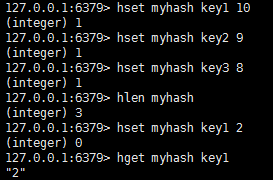 127.0.0.1:6379> hset myhash key1 10
(integer) 1
127.0.0.1:6379> hset myhash key2 9
(integer) 1
127.0.0.1:6379> hset myhash key3 8
(integer) 1
127.0.0.1:6379> hlen myhash
(integer) 3
127.0.0.1:6379> hset myhash key1 2
(integer) 0
127.0.0.1:6379> hget myhash key1
"2"